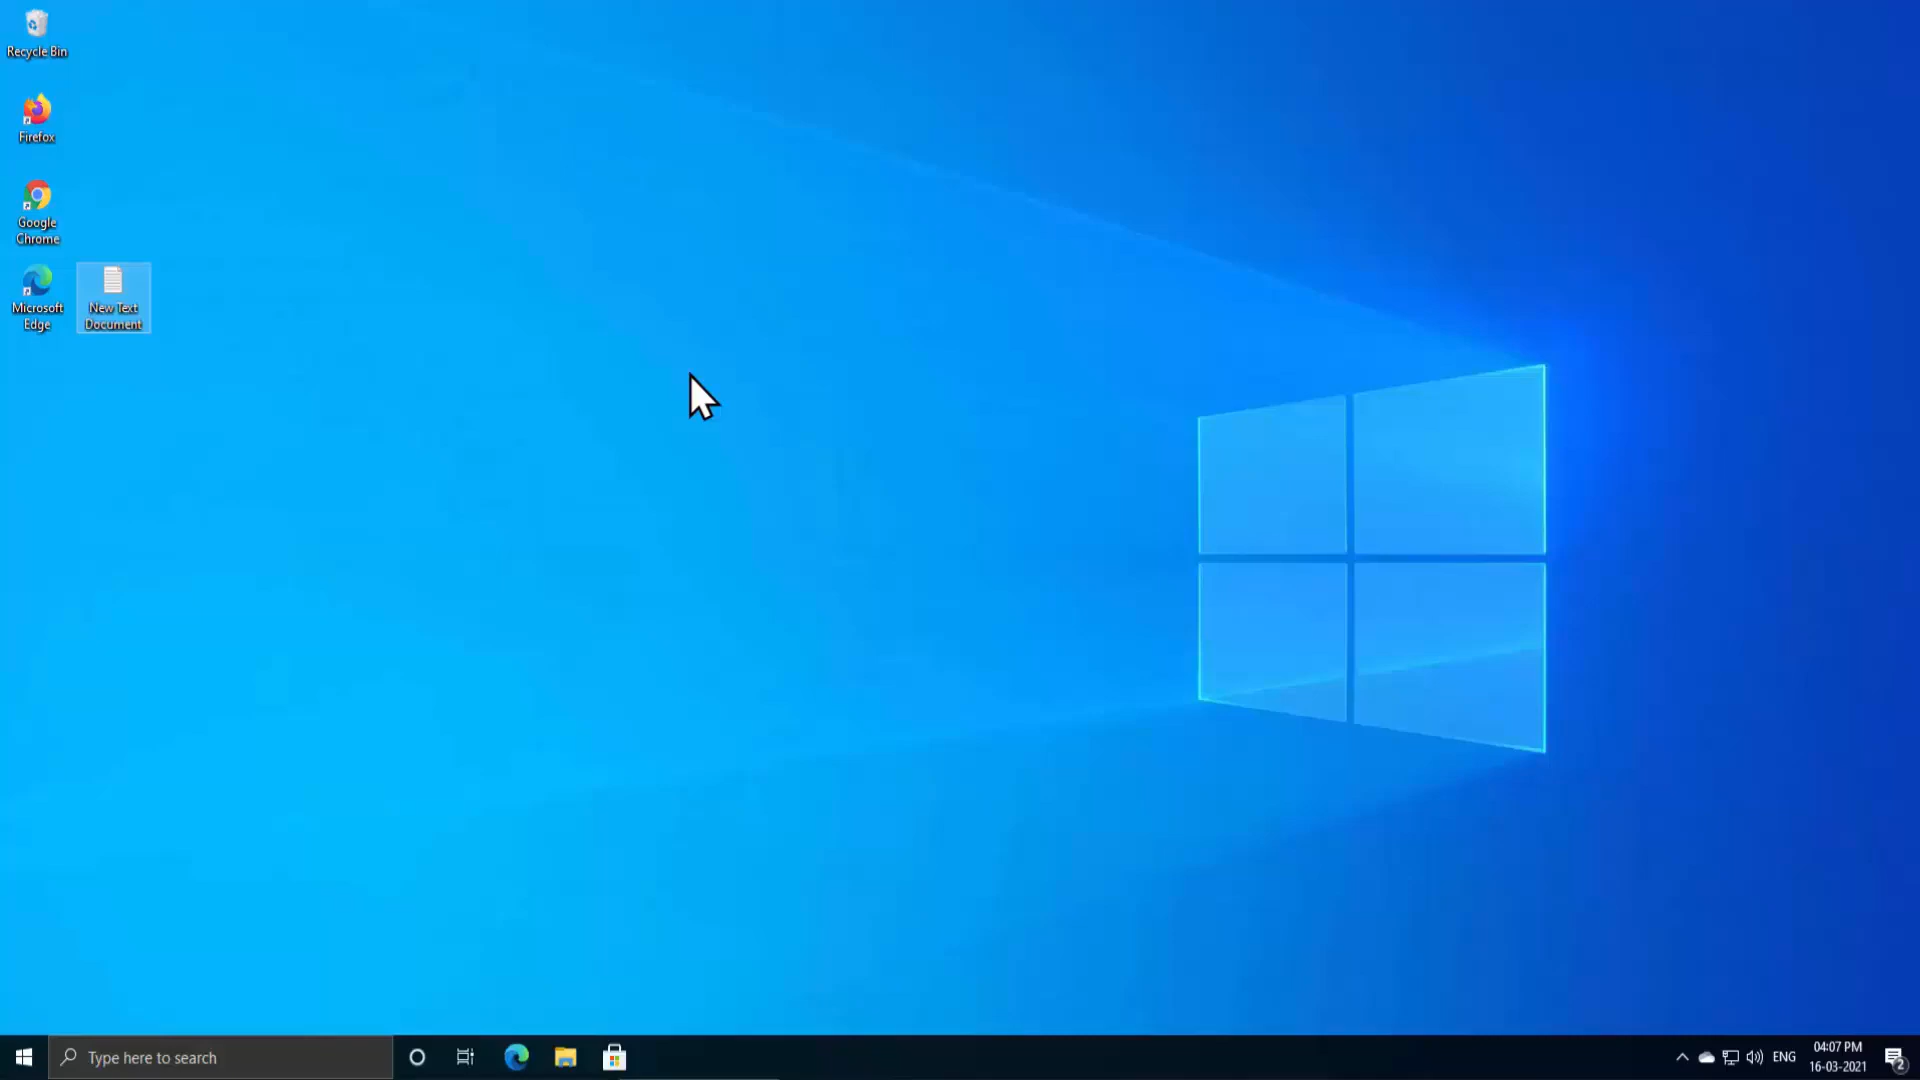 Recycle Bin
Firefox
Google
Chrome
Microsoft
Edge
New Text
Document
Type here to search
ENG
04:07 PM
16-03-2021
2